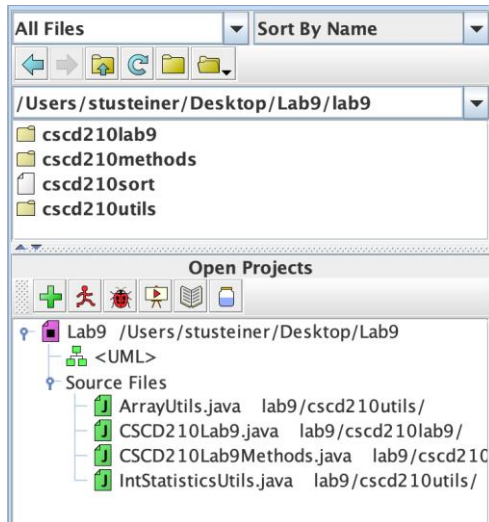 All Files Sort By Name
/Users/stusteiner/Desktop/Lab9/lab9
cscd210lab9
cscd210methods
cscd210sort
cscd210utils
Open Projects
Lab9 /Users/stusteiner/Desktop/Lab9
<UML>
Source Files
ArrayUtils.java lab9/cscd210utils/
CSCD210Lab9.java lab9/cscd210lab9/
CSCD210Lab9Methods.java lab9/cscd210
IntStatisticsUtils.java lab9/cscd210utils/